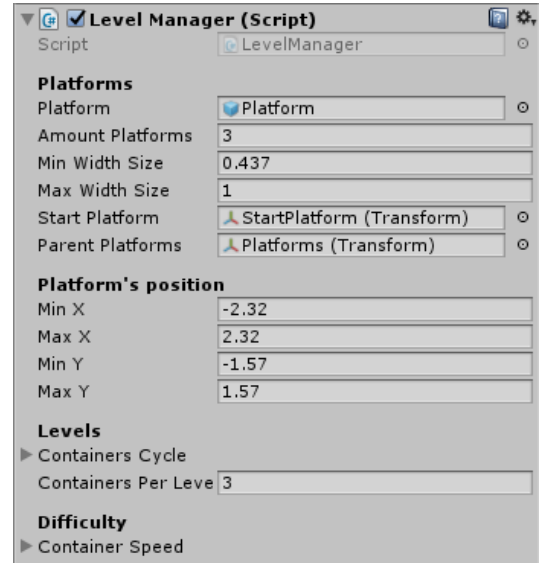 Level Manager (Script)
Script LevelManager
Platforms
Platform Platform
Amount Platforms 3
Min Width Size 0.437
Max Width Size 1
Start Platform StartPlatform (Transform)
Parent Platforms Platforms (Transform)
Platform's position
Min X -2.32
Max X 2.32
Min Y -1.57
Max Y 1.57
Levels
Containers Cycle
Containers Per Leve 3
Difficulty
Container Speed